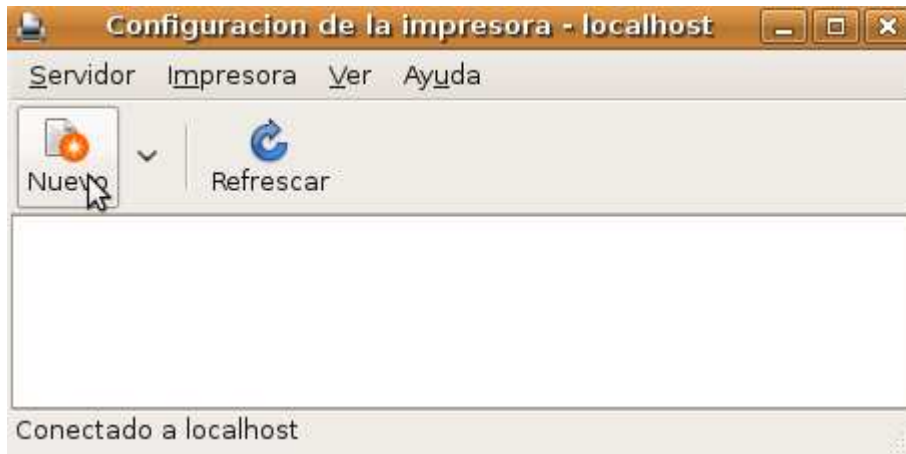 Configuracion de la impresora - localhost
Servidor Impresora Ver Ayuda
Nuevo Refrescar
Conectado a localhost